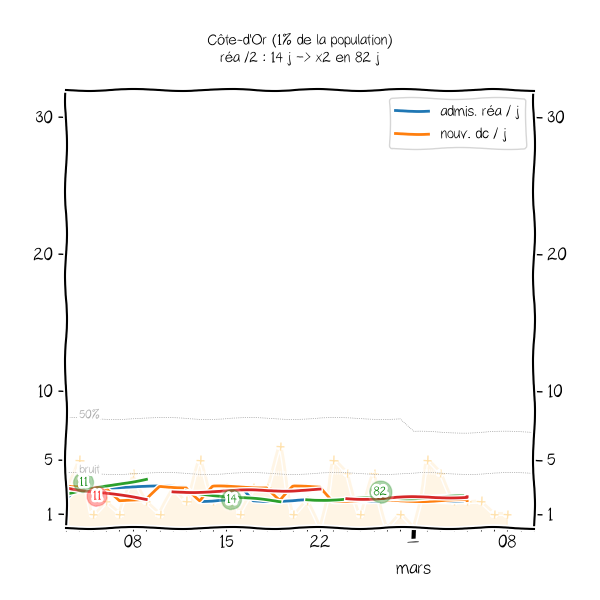 Côte-d'Or (1% de la population)
réa /2 : 14 j -> x2 en 82 j
admis. réa / j
nouv. dc / j
30 30
20 20
10 10
50%
5 5
bruit
11 11 14 82
1 1
08 15 22 1 08
mars